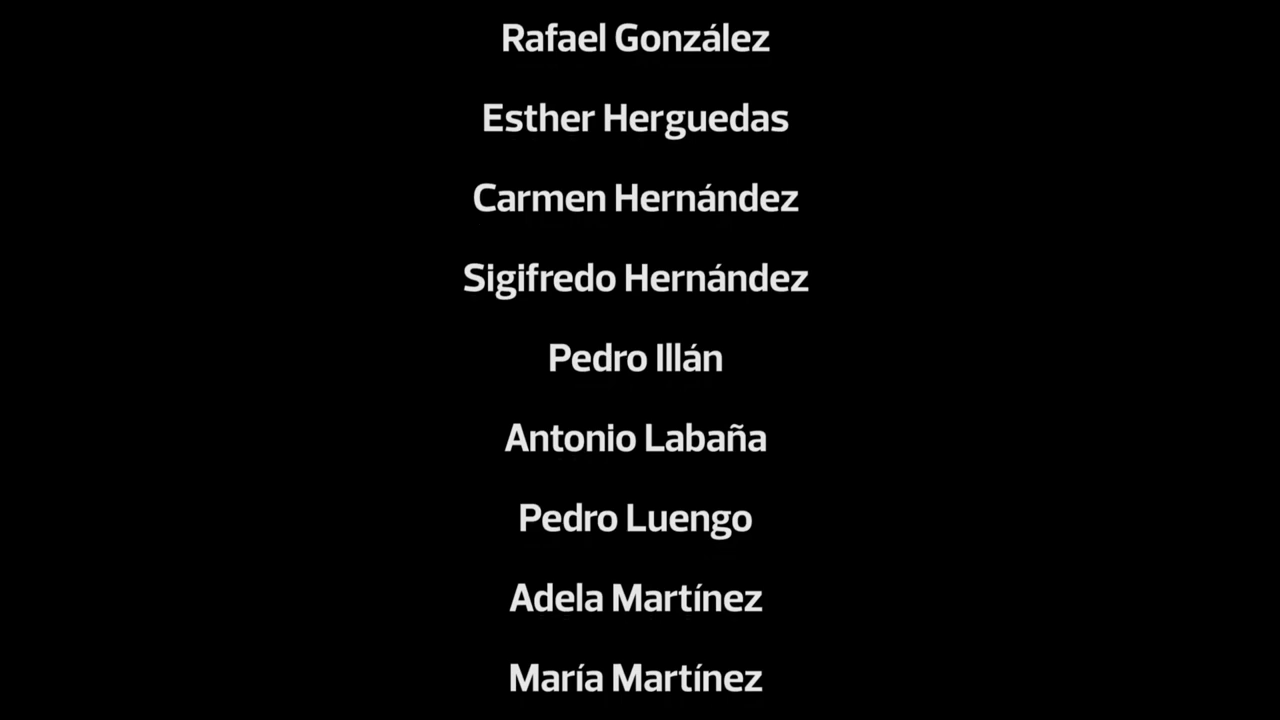 Rafael González
Esther Herguedas
Carmen Hernández
Sigifredo Hernández
Pedro Illán
Antonio Labaña
Pedro Luengo
Adela Martínez
María Martínez